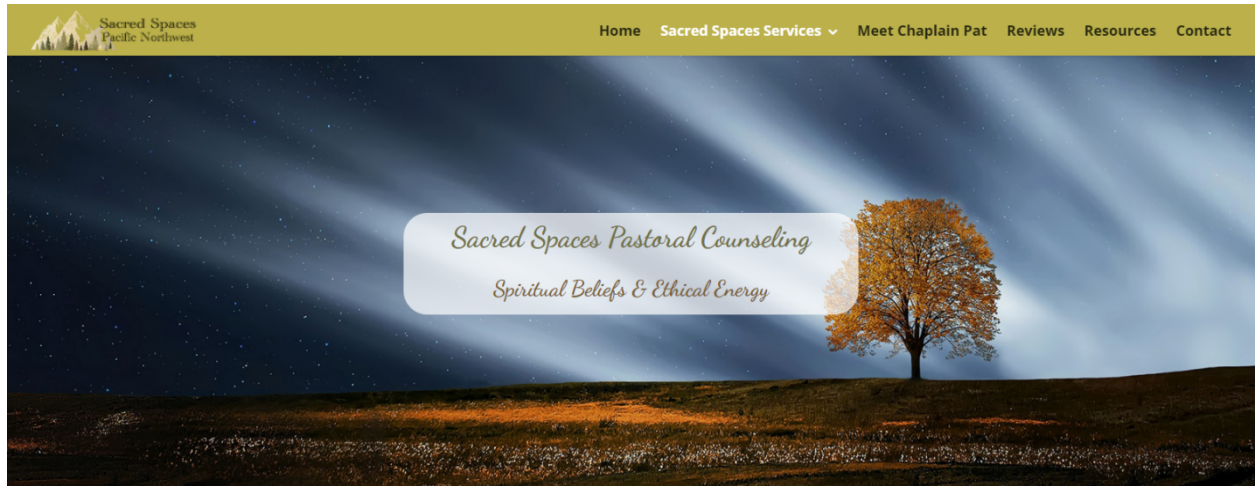 Sacred Spaces
Pacific Northwest
Home Sacred Spaces Services Meet Chaplain Pat Reviews Resources Contact
Sacred Spaces Pastoral Counseling
Spiritual Beliefs & Ethical Energy